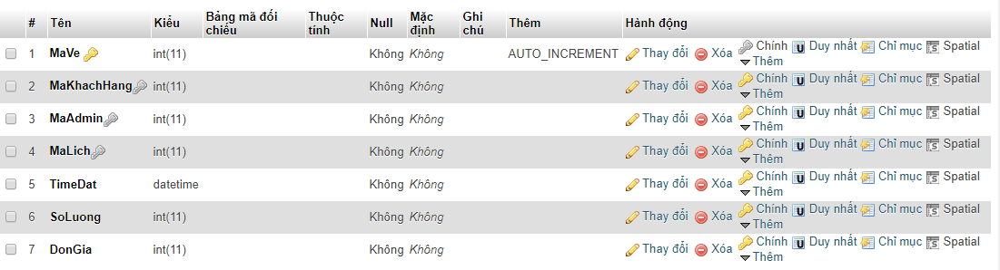 # Tên Kiểu Bảng mã đối chiếu Thuộc tính Null Mặc định Ghi chú Thêm Hành động
1 MaVe int(11) Không Không AUTO_INCREMENT Thay đổi Xóa Chính Duy nhất Chỉ mục Spatial
Thêm
2 MaKhachHang int(11) Không Không Thay đổi Xóa Chính Duy nhất Chỉ mục Spatial
Thêm
3 MaAdmin int(11) Không Không Thay đổi Xóa Chính Duy nhất Chỉ mục Spatial
Thêm
4 MaLich int(11) Không Không Thay đổi Xóa Chính Duy nhất Chỉ mục Spatial
Thêm
5 TimeDat datetime Không Không Thay đổi Xóa Chính Duy nhất Chỉ mục Spatial
Thêm
6 SoLuong int(11) Không Không Thay đổi Xóa Chính Duy nhất Chỉ mục Spatial
Thêm
7 DonGia int(11) Không Không Thay đổi Xóa Chính Duy nhất Chỉ mục Spatial
Thêm